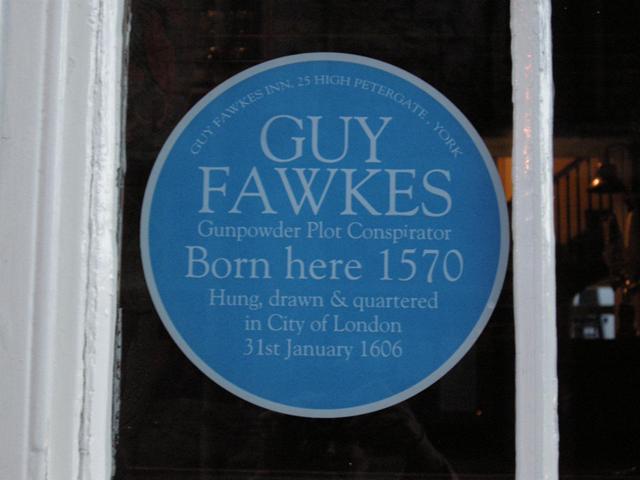 GUY FAWKES INN, 25 HIGH PETERGATE, YORK
GUY
FAWKES
Gunpowder Plot Conspirator
Born here 1570
Hung, drawn & quartered
in City of London
31st January 1606